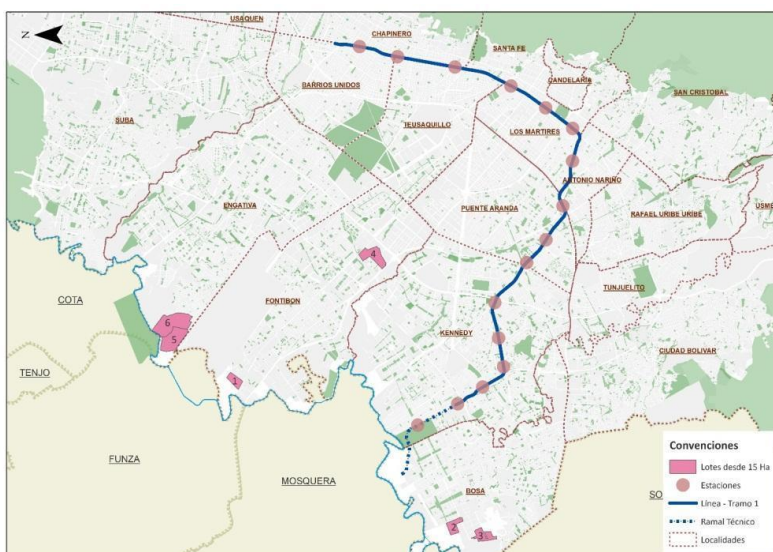 USAQUEN
CHAPINERO
SANTA FE
N
BARRIOS UNIDOS
CANDELARIA
SAN CRISTOBAL
SUBA
TEUSAQUILLO
LOS MARTIRES
ANTONIO NARIÑO
ENGATIVA
PUENTE ARANDA
RAFAEL URIBE URIBE
USME
4
COTA
FONTIBON
TUNJUELITO
6
5
KENNEDY
CIUDAD BOLIVAR
TENJO
1
FUNZA
MOSQUERA
BOSA
2
3
SO
Convenciones
Lotes desde 15 Ha
Estaciones
Línea - Tramo 1
Ramal Técnico
Localidades